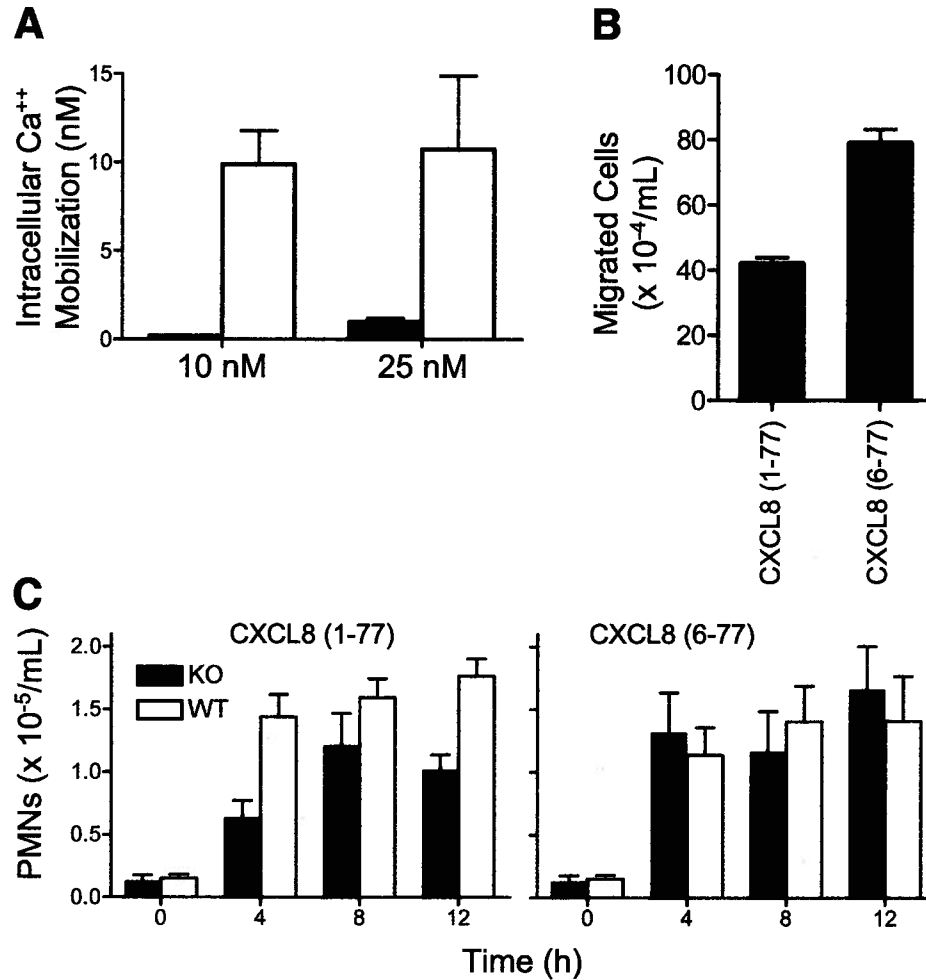 A
Intracellular Ca++
Mobilization (nM)
15
10
5
0
10 nM
25 nM
B
Migrated Cells
(x 10-4/mL)
100
80
60
40
20
0
CXCL8 (1-77)
CXCL8 (6-77)
C
PMNs (x 10-5/mL)
CXCL8 (1-77)
CXCL8 (6-77)
2.0
1.5
1.0
0.5
0.0
KO
WT
0
4
8
12
0
4
8
12
Time (h)